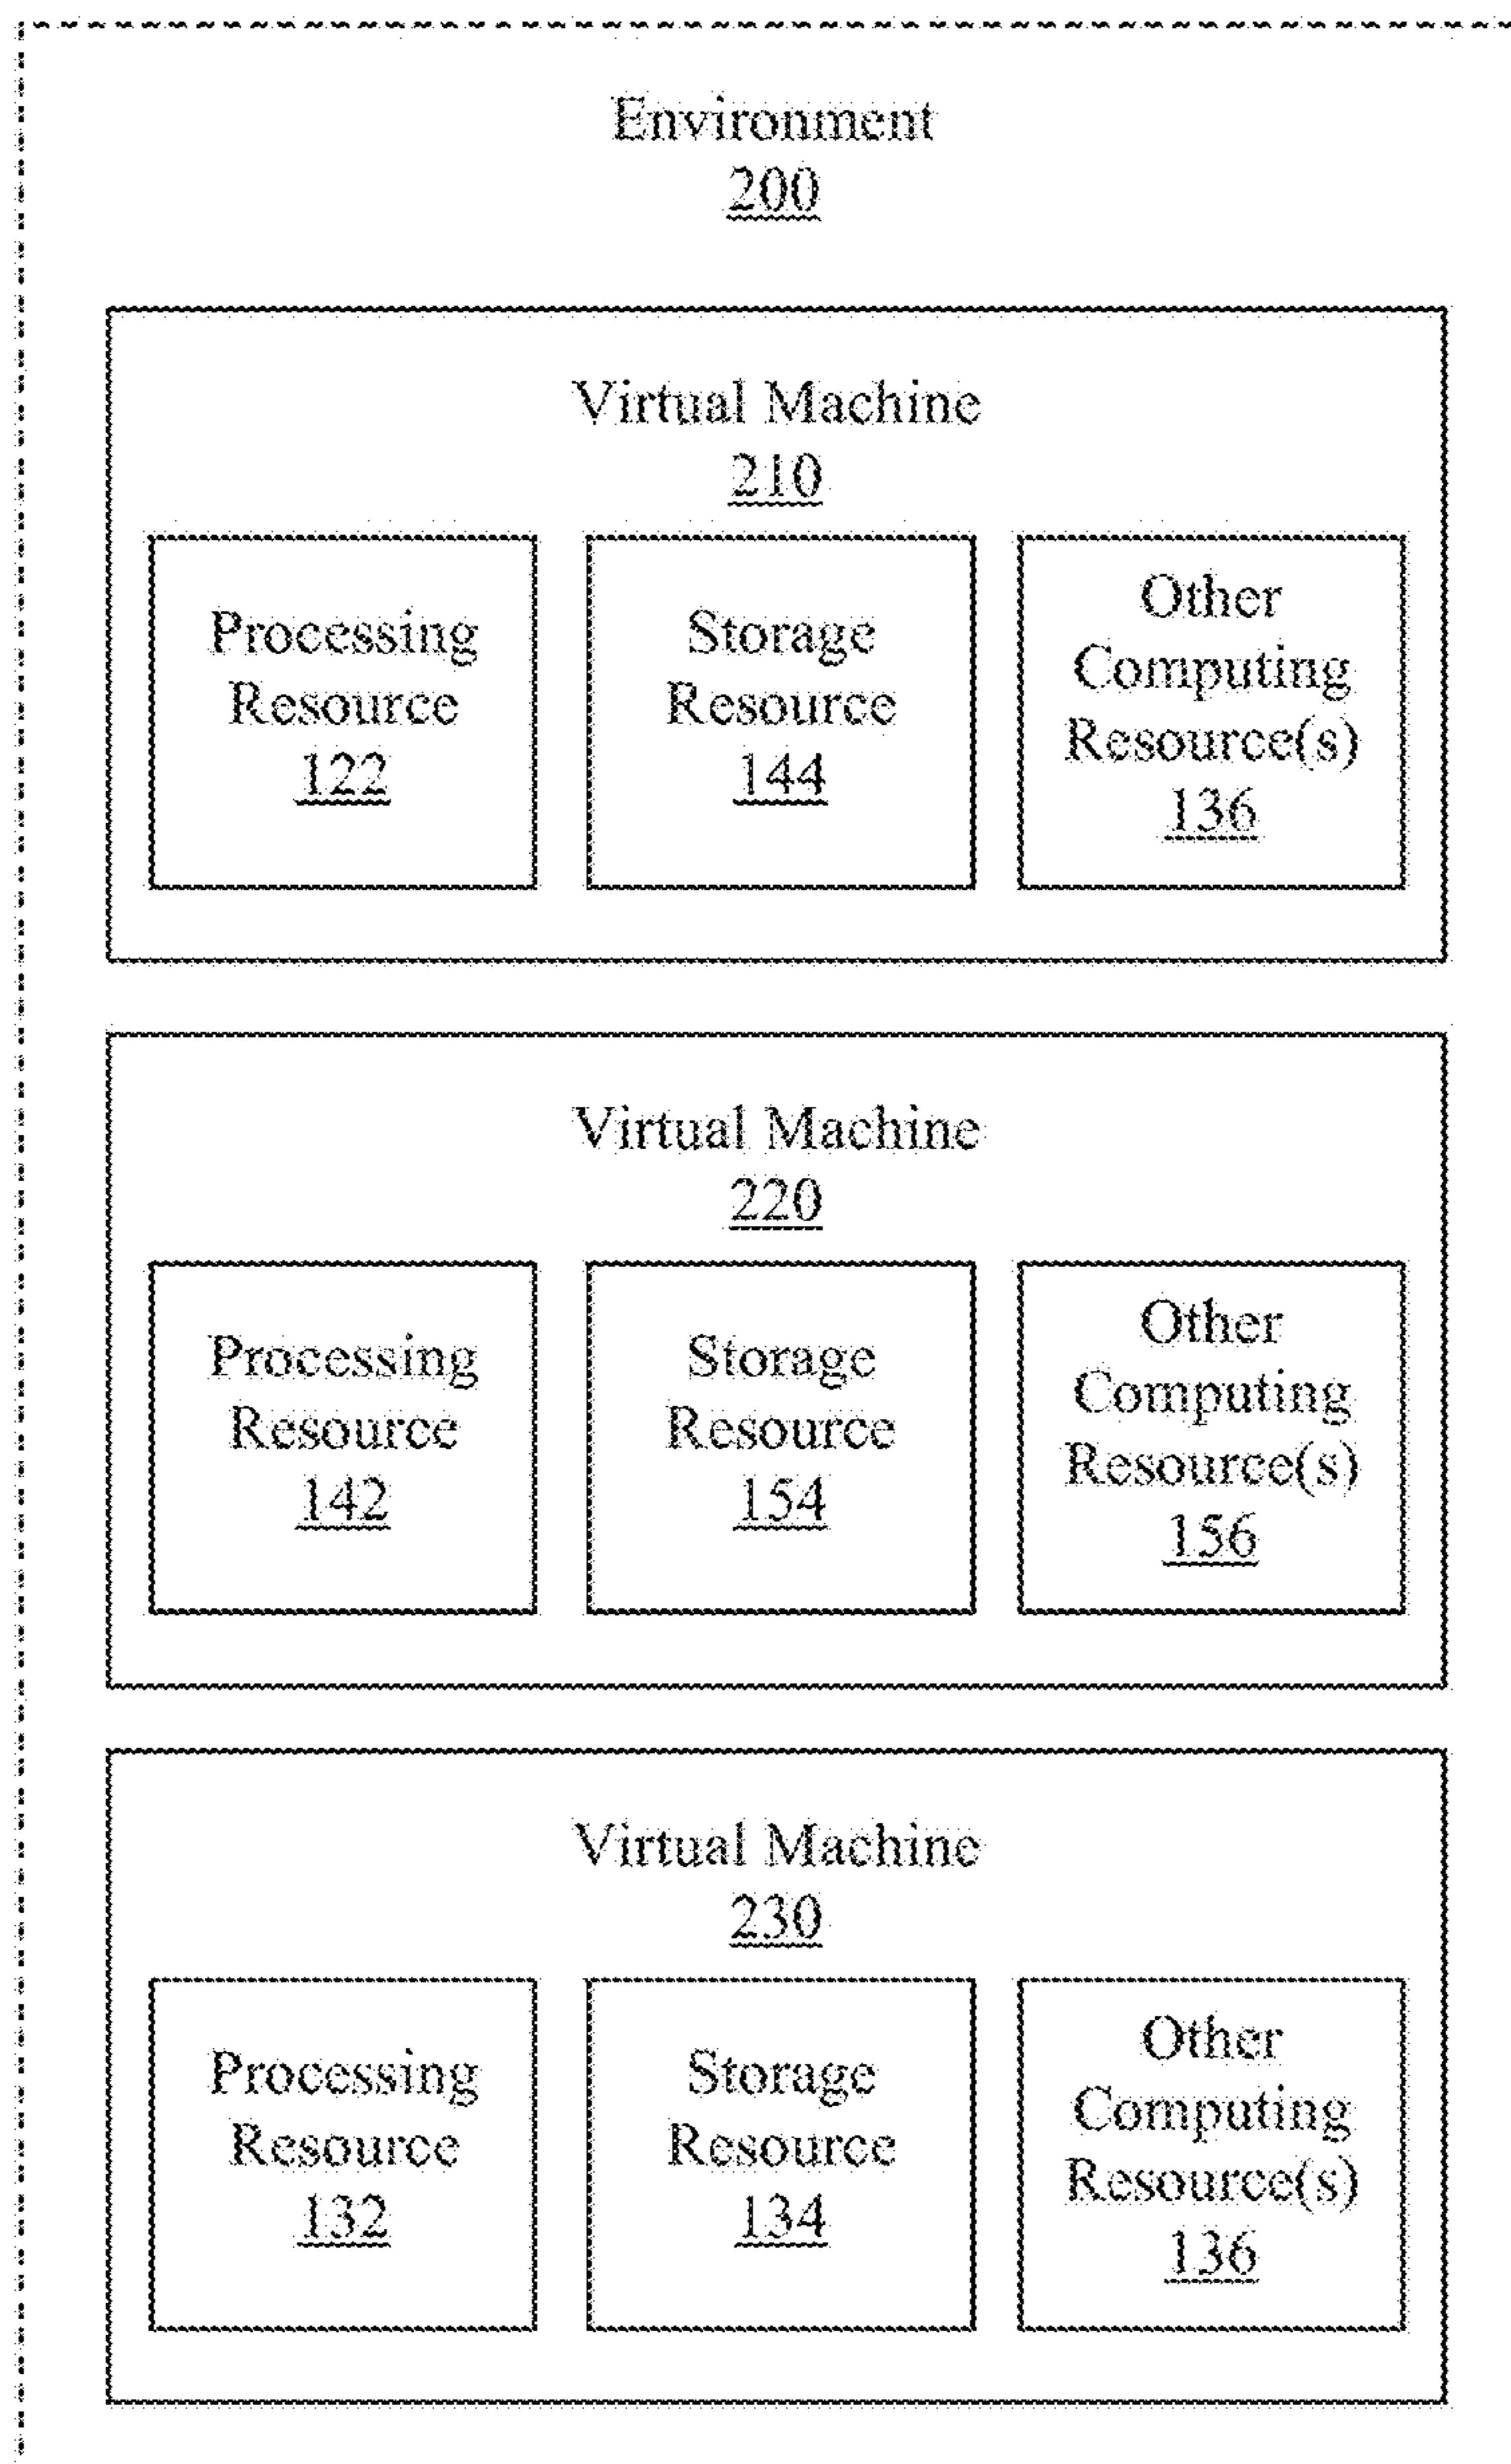 Environment
200
Virtual Machine
210
Processing
Resource
122
Storage
Resource
144
Other
Computing
Resource(s)
136
Virtual Machine
220
Processing
Resource
142
Storage
Resource
154
Other
Computing
Resource(s)
156
Virtual Machine
230
Processing
Resource
132
Storage
Resource
134
Other
Computing
Resource(s)
136